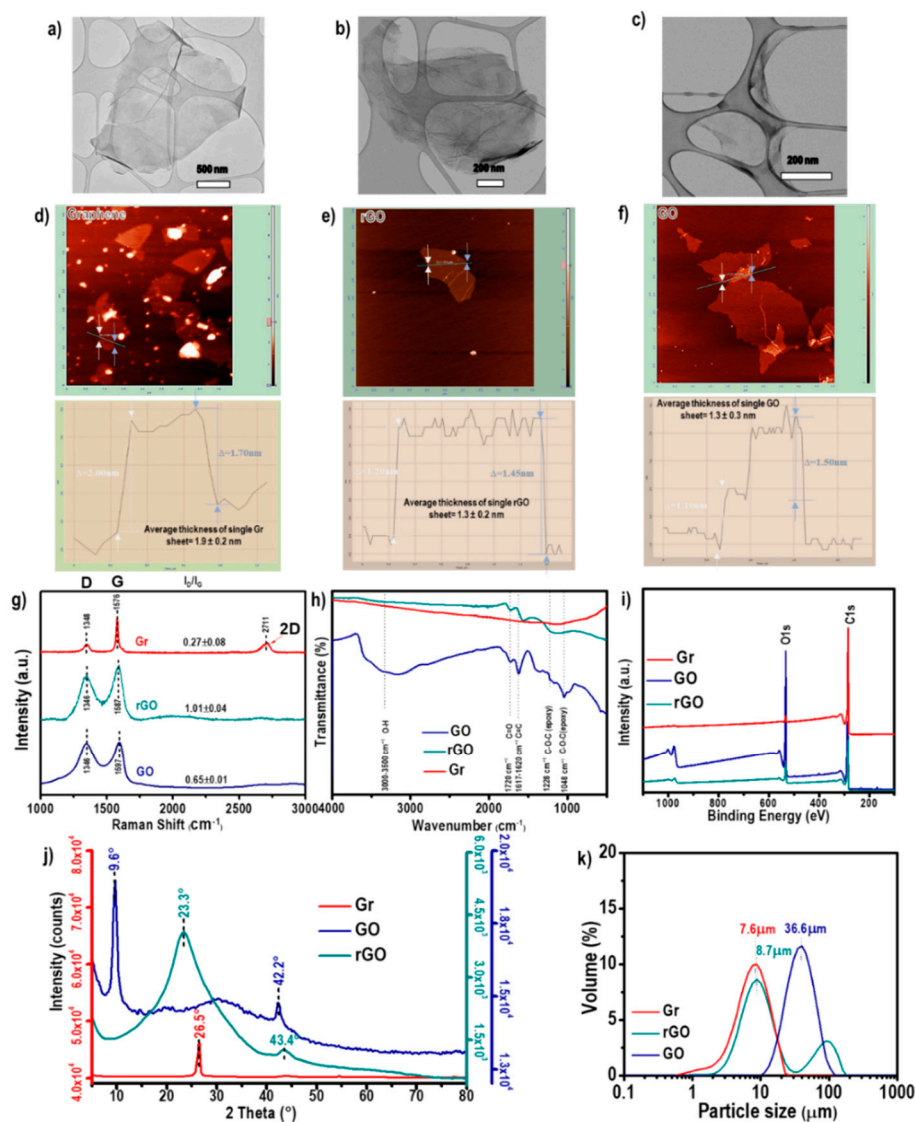 a)
b)
c)
500 nm
200 nm
200 nm
d)
Graphene
e)
rGO
f)
GO
Δ=2.00nm
Δ=1.70nm
Average thickness of single Gr
sheet= 1.9 ± 0.2 nm
Δ=1.45nm
Average thickness of single rGO
sheet= 1.3 ± 0.2 nm
Average thickness of single GO
sheet= 1.3 ± 0.3 nm
Δ=1.50nm
g)
D
G
I_D/I_G
1348
1576
2711
2D
Gr
0.27±0.08
rGO
1346
1587
1.01±0.04
GO
1346
1597
0.65±0.01
Intensity (a.u.)
1000
1500
2000
2500
3000
Raman Shift (cm⁻¹)
h)
Transmittance (%)
GO
rGO
Gr
3000-3500 cm⁻¹ O-H
1720 cm⁻¹ C=O
1617-1620 cm⁻¹ C=C
1228 cm⁻¹ C-O-C (epoxy)
1048 cm⁻¹ C-O-C(epoxy)
4000
3000
2000
1000
Wavenumber (cm⁻¹)
i)
O1s
C1s
Gr
GO
rGO
Intensity (a.u.)
1000
800
600
400
200
Binding Energy (eV)
j)
Intensity (counts)
8.0x10⁴
7.0x10⁴
6.0x10⁴
5.0x10⁴
4.0x10⁴
9.6°
23.3°
26.5°
42.2°
43.4°
Gr
GO
rGO
6.0x10³
4.5x10³
3.0x10³
1.5x10³
2.0x10⁴
1.8x10⁴
1.5x10⁴
1.3x10⁴
10
20
30
40
50
60
70
80
2 Theta (°)
k)
Volume (%)
20
15
10
5
0
7.6μm
8.7μm
36.6μm
Gr
rGO
GO
0.1
1
10
100
1000
Particle size (μm)